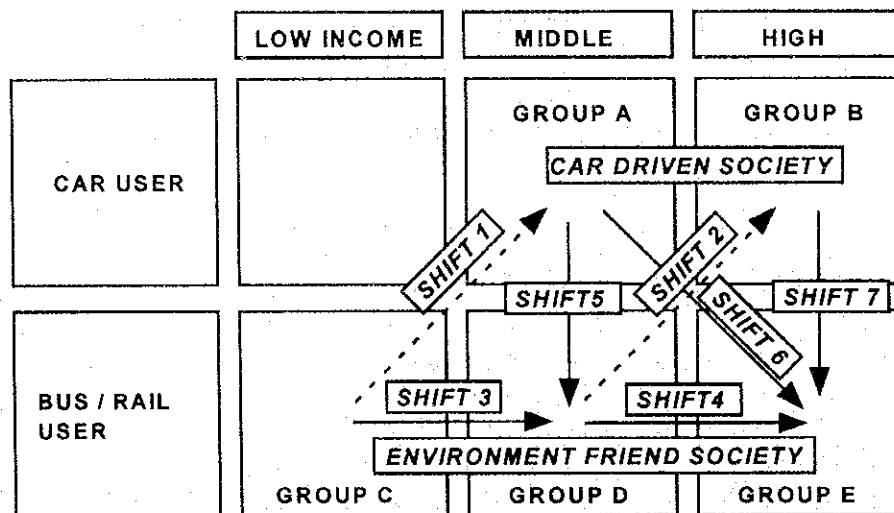 LOW INCOME
MIDDLE
HIGH
GROUP A
GROUP B
CAR DRIVEN SOCIETY
CAR USER
SHIFT 1
SHIFT 2
SHIFT5
SHIFT 7
SHIFT 6
BUS / RAIL
USER
SHIFT 3
SHIFT4
ENVIRONMENT FRIEND SOCIETY
GROUP C
GROUP D
GROUP E